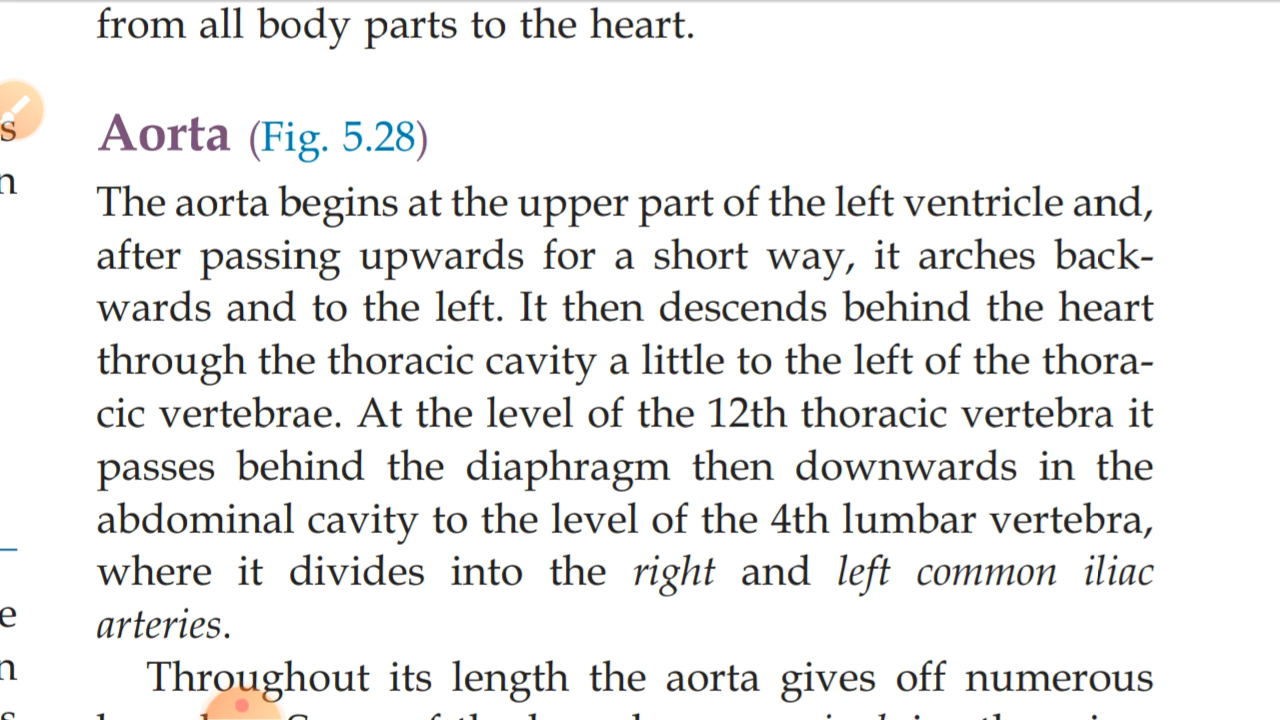 from all body parts to the heart.
s
Aorta (Fig. 5.28)
n
The aorta begins at the upper part of the left ventricle and,
after passing upwards for a short way, it arches back-
wards and to the left. It then descends behind the heart
through the thoracic cavity a little to the left of the thora-
cic vertebrae. At the level of the 12th thoracic vertebra it
passes behind the diaphragm then downwards in the
abdominal cavity to the level of the 4th lumbar vertebra,
where it divides into the right and left common iliac
e
arteries.
n
Throughout its length the aorta gives off numerous